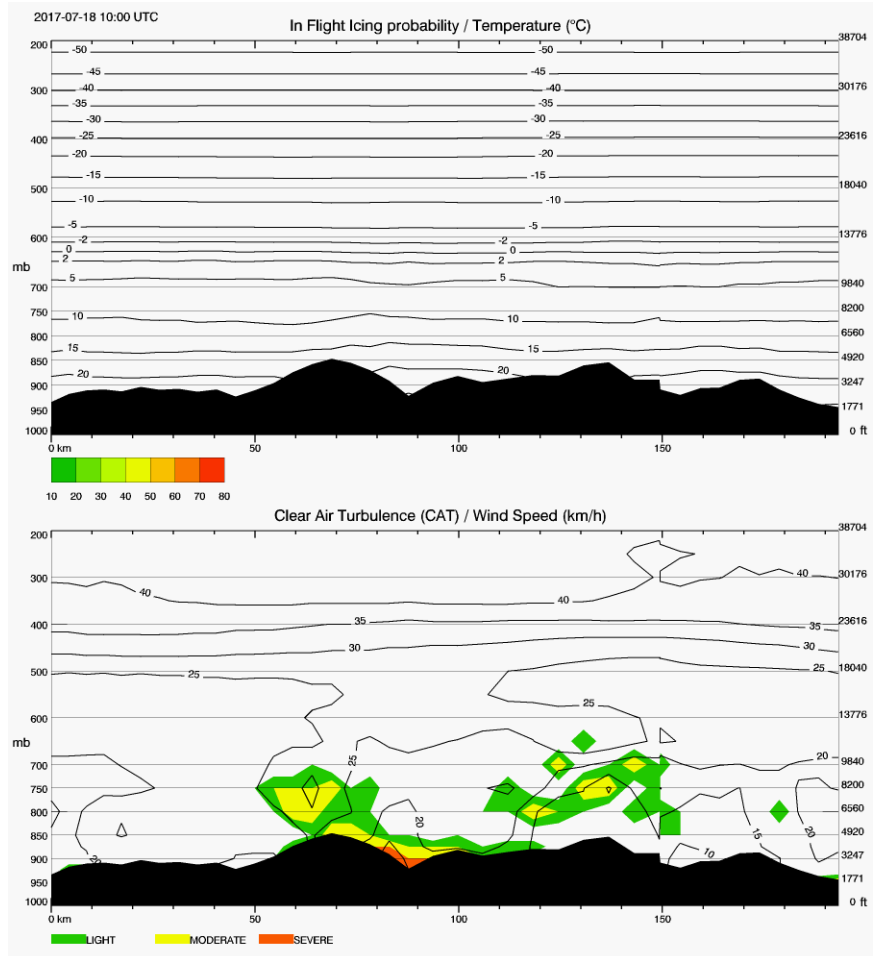 2017-07-18 10:00 UTC
In Flight Icing probability / Temperature (°C)
200 38704
-50 -50
-45 -45
300 -40 -40 30176
-35 -35
-30 -30
400 -25 -25 23616
-20 -20
-15 -15
500 18040
-10 -10
-5 -5
600 13776
-2 -2
0 0
2 2
mb
5 5
700 9840
750 8200
10 10
800 6560
15 15
850 4920
20 20
900 3247
950 1771
1000 0 ft
0 km 50 100 150
10 20 30 40 50 60 70 80
Clear Air Turbulence (CAT) / Wind Speed (km/h)
200 38704
300 40 30176
40 40
400 35 35 23616
30 30
500 25 25 18040
25
600 13776
mb
25 20
700 9840
750 8200
800 6560
20 15 20
850 4920
20 10
900 3247
950 1771
1000 0 ft
0 km 50 100 150
LIGHT MODERATE SEVERE